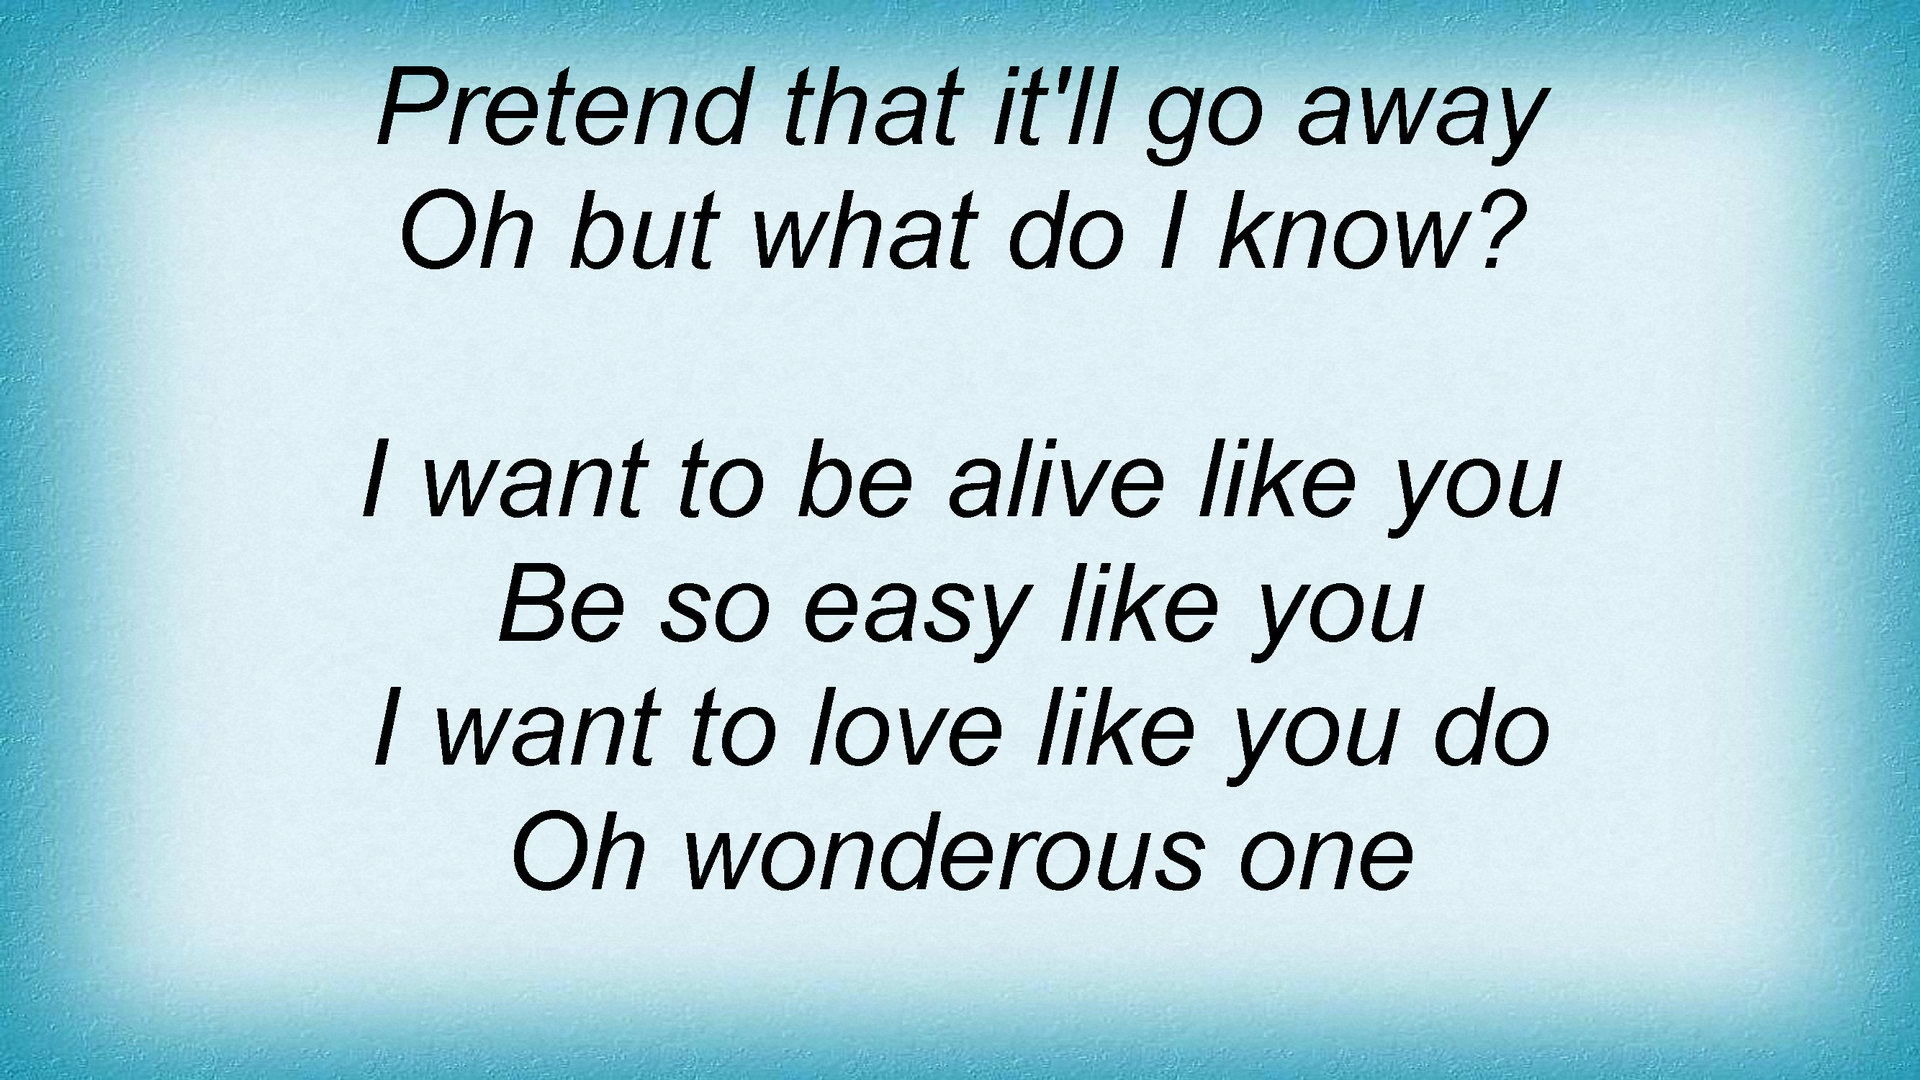 Pretend that it'll go away
Oh but what do I know?
I want to be alive like you
Be so easy like you
I want to love like you do
Oh wonderous one